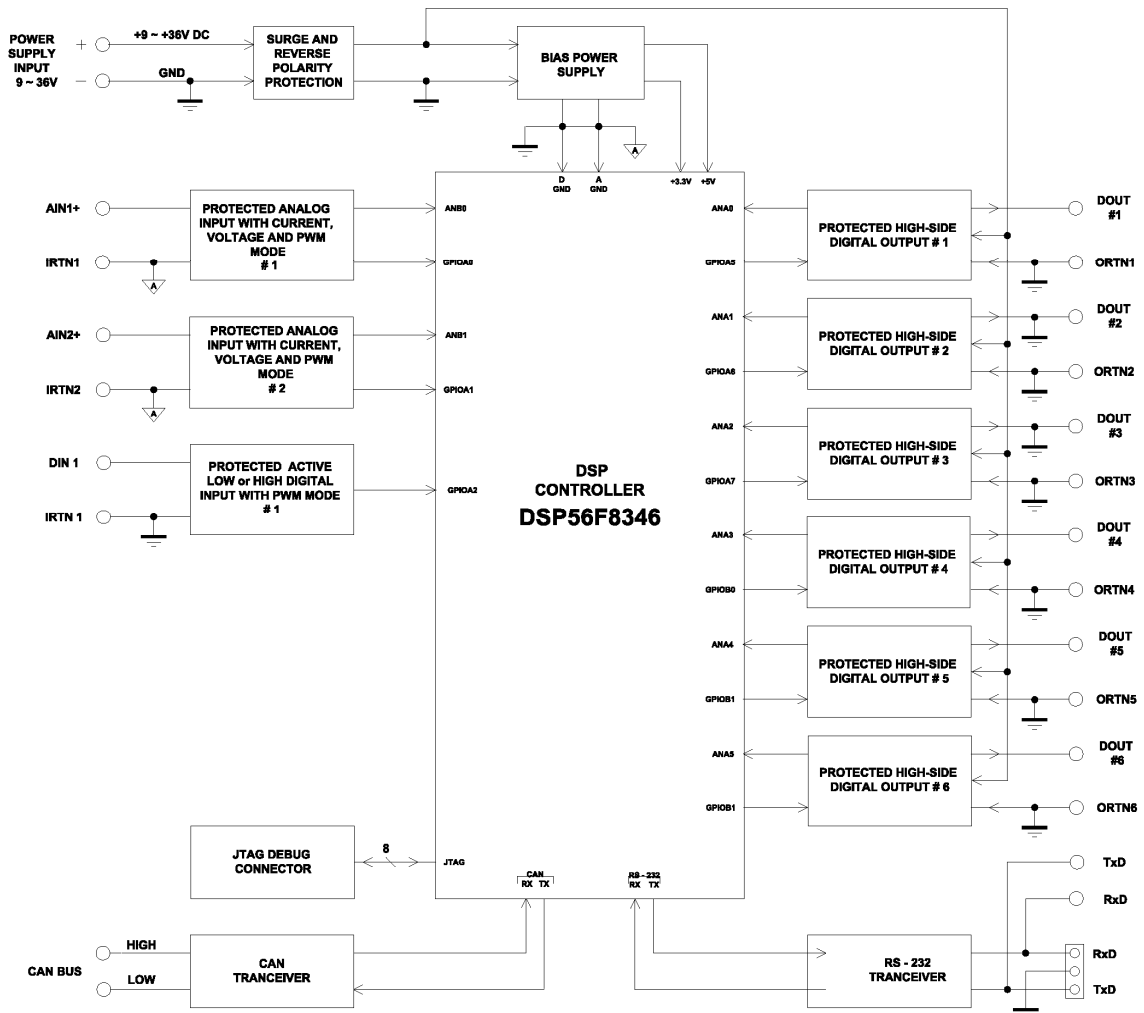 POWER
SUPPLY
INPUT
9 ~ 36V
+
−
+9 ~ +36V DC
GND
SURGE AND
REVERSE
POLARITY
PROTECTION
BIAS POWER
SUPPLY
A
D
GND
A
GND
+3.3V
+5V
AIN1+
IRTN1
A
PROTECTED ANALOG
INPUT WITH CURRENT,
VOLTAGE AND PWM
MODE
# 1
ANB0
GPIOA0
AIN2+
IRTN2
A
PROTECTED ANALOG
INPUT WITH CURRENT,
VOLTAGE AND PWM
MODE
# 2
ANB1
GPIOA1
DIN 1
IRTN 1
PROTECTED ACTIVE
LOW or HIGH DIGITAL
INPUT WITH PWM MODE
# 1
GPIOA2
DSP
CONTROLLER
DSP56F8346
ANA0
GPIOA5
PROTECTED HIGH-SIDE
DIGITAL OUTPUT # 1
DOUT
#1
ORTN1
ANA1
GPIOA6
PROTECTED HIGH-SIDE
DIGITAL OUTPUT # 2
DOUT
#2
ORTN2
ANA2
GPIOA7
PROTECTED HIGH-SIDE
DIGITAL OUTPUT # 3
DOUT
#3
ORTN3
ANA3
GPIOB0
PROTECTED HIGH-SIDE
DIGITAL OUTPUT # 4
DOUT
#4
ORTN4
ANA4
GPIOB1
PROTECTED HIGH-SIDE
DIGITAL OUTPUT # 5
DOUT
#5
ORTN5
ANA5
GPIOB1
PROTECTED HIGH-SIDE
DIGITAL OUTPUT # 6
DOUT
#6
ORTN6
JTAG DEBUG
CONNECTOR
8
JTAG
CAN
RX TX
RS - 232
RX TX
CAN BUS
HIGH
LOW
CAN
TRANCEIVER
RS - 232
TRANCEIVER
TxD
RxD
RxD
TxD